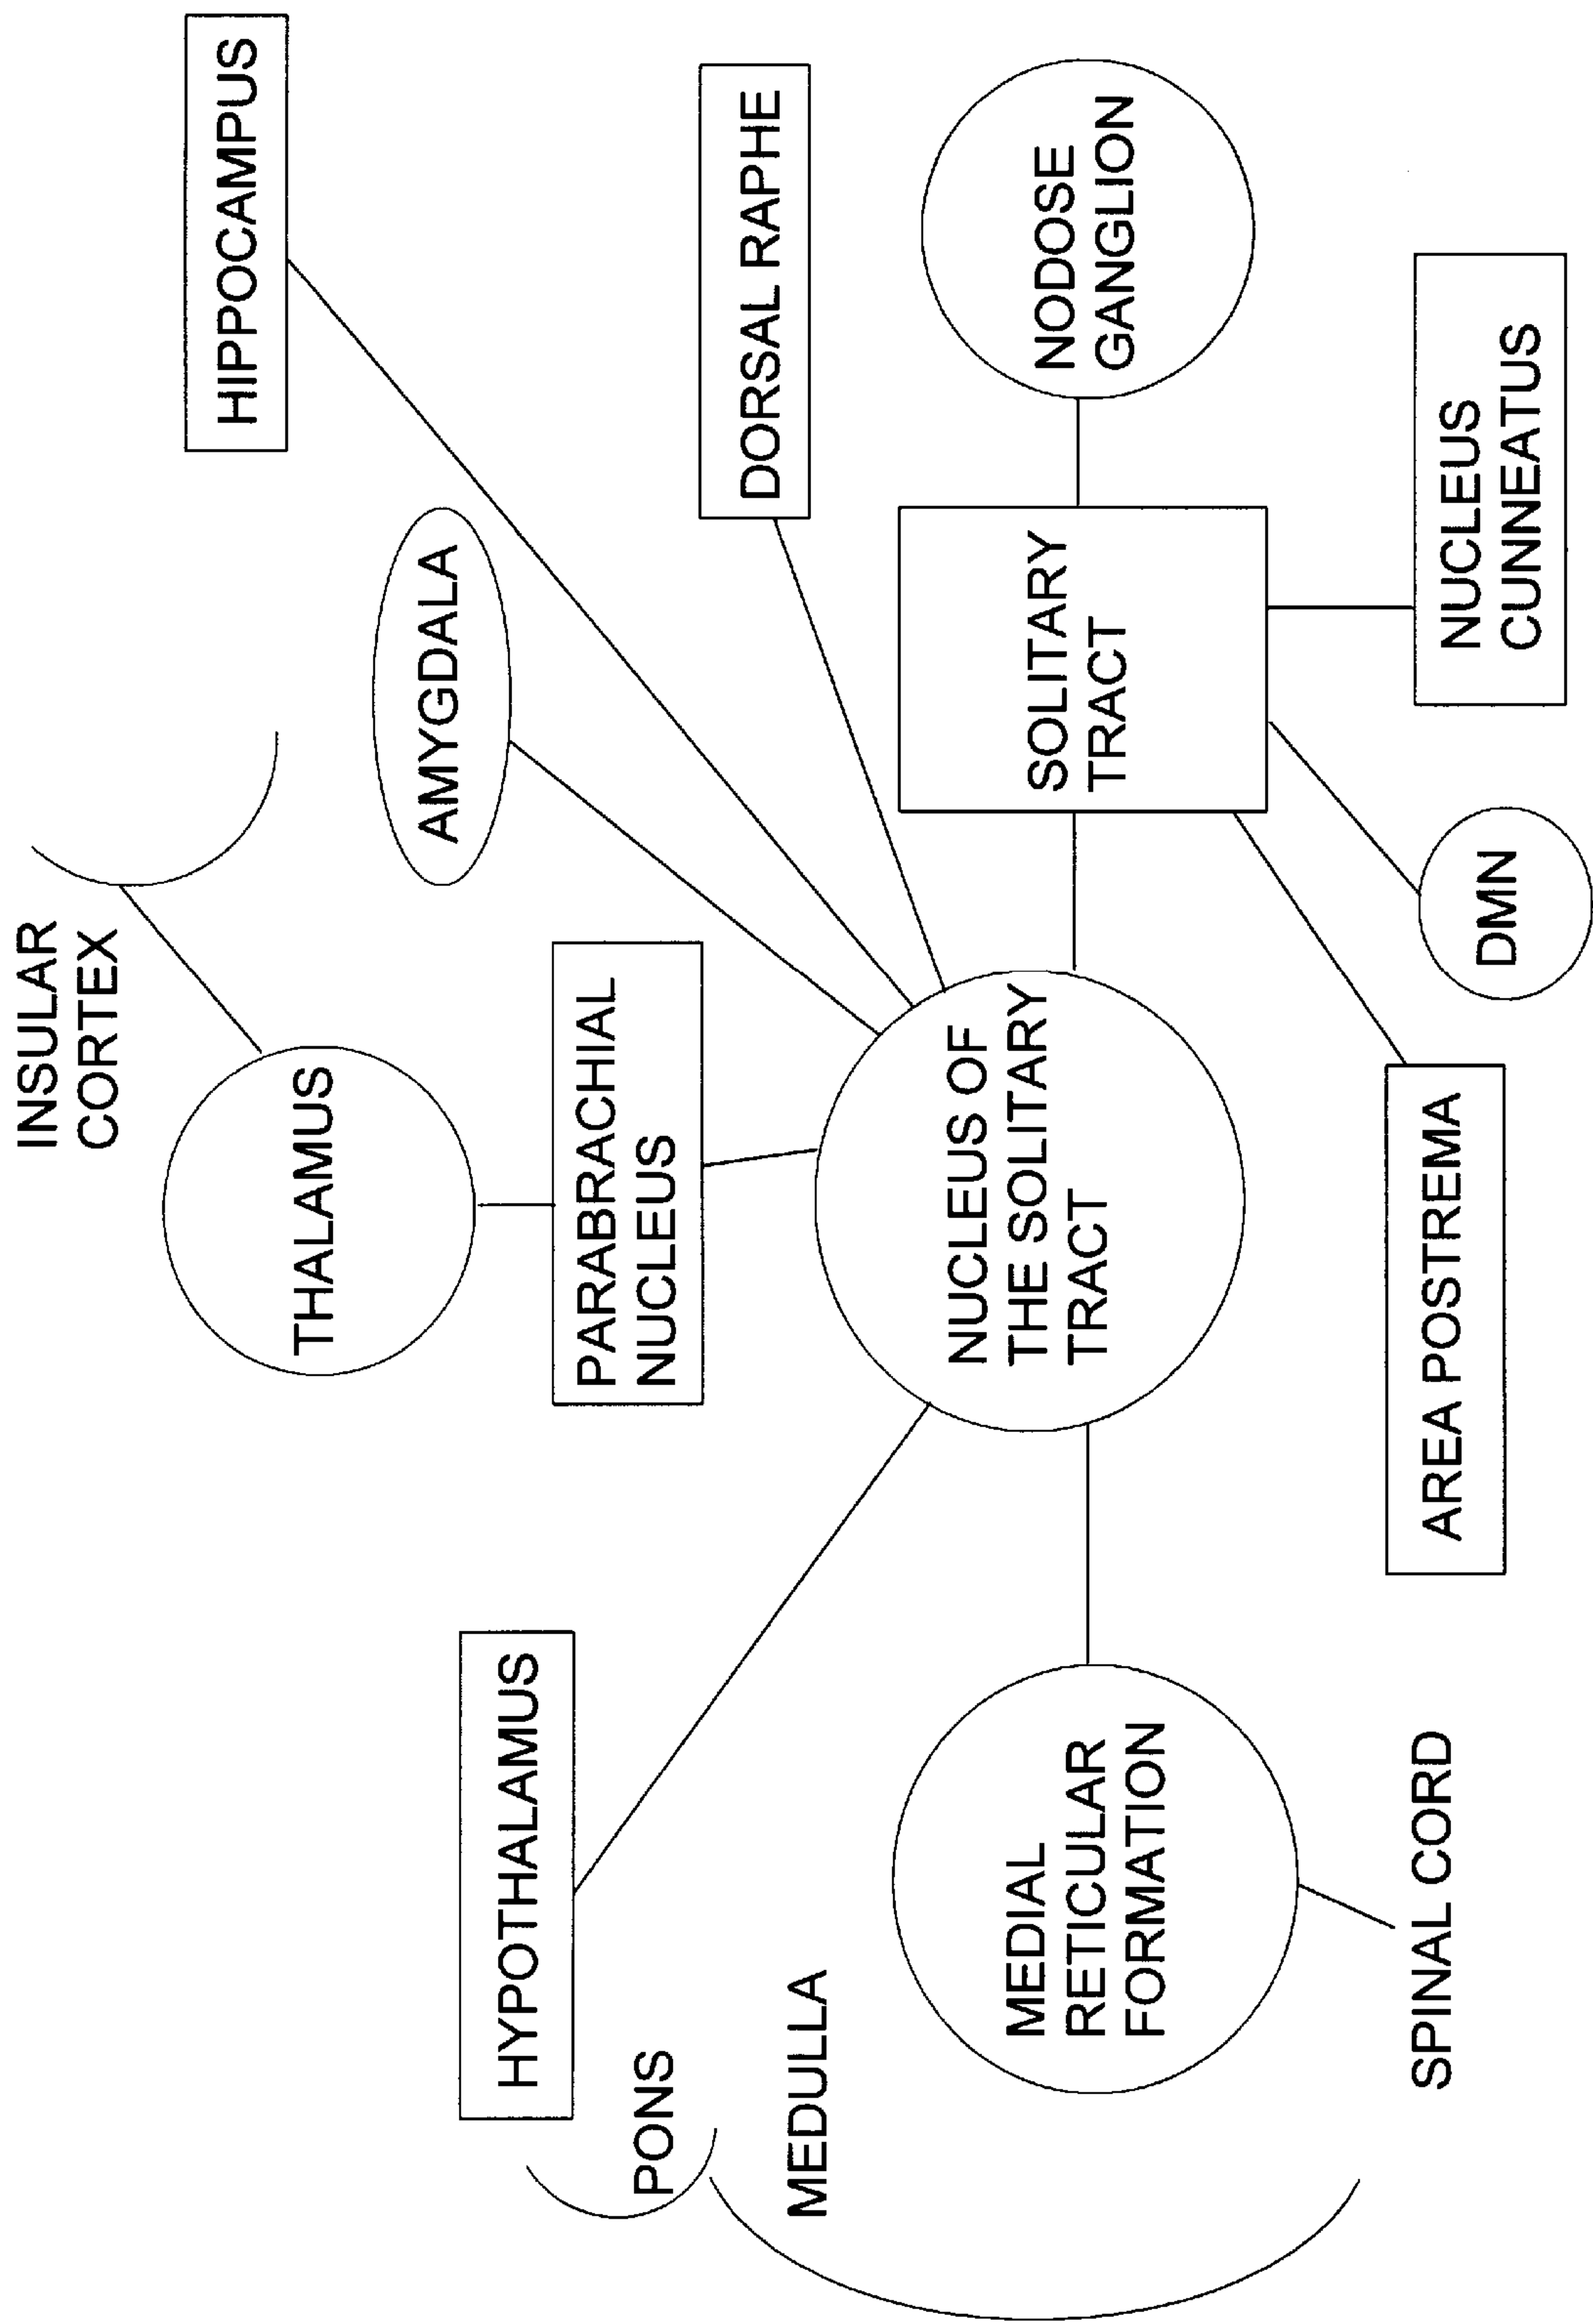 INSULAR
CORTEX
HIPPOCAMPUS
THALAMUS
AMYGDALA
HYPOTHALAMUS
PARABRACHIAL
NUCLEUS
DORSAL RAPHE
PONS
MEDULLA
NUCLEUS OF
THE SOLITARY
TRACT
SOLITARY
TRACT
NODOSE
GANGLION
MEDIAL
RETICULAR
FORMATION
SPINAL CORD
AREA POSTREMA
DMN
NUCLEUS
CUNNEATUS